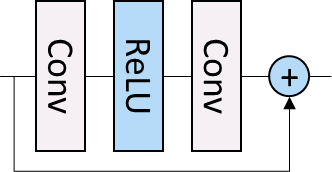 Conv
ReLU
Conv
+